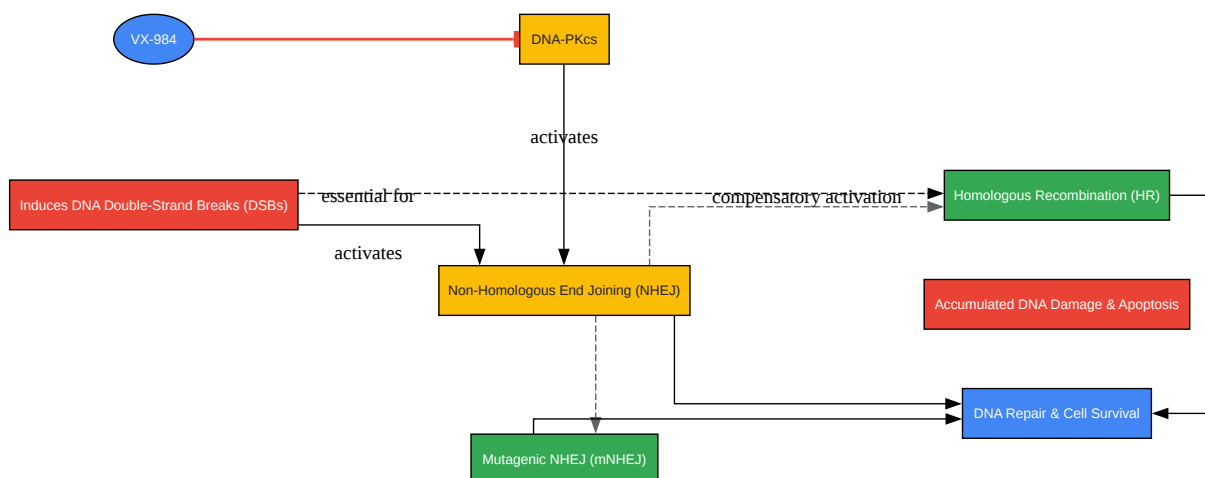 VX-984
DNA-PKcs
activates
Induces DNA Double-Strand Breaks (DSBs)
essential for
compensatory activation
Homologous Recombination (HR)
activates
Non-Homologous End Joining (NHEJ)
Accumulated DNA Damage & Apoptosis
DNA Repair & Cell Survival
Mutagenic NHEJ (mNHEJ)